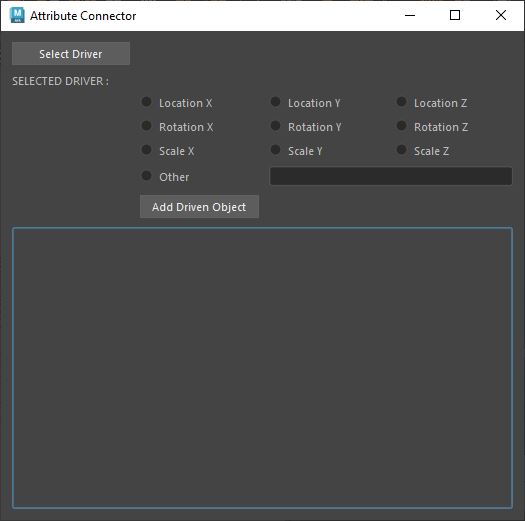 Attribute Connector
Select Driver
SELECTED DRIVER :
Location X Location Y Location Z
Rotation X Rotation Y Rotation Z
Scale X Scale Y Scale Z
Other
Add Driven Object